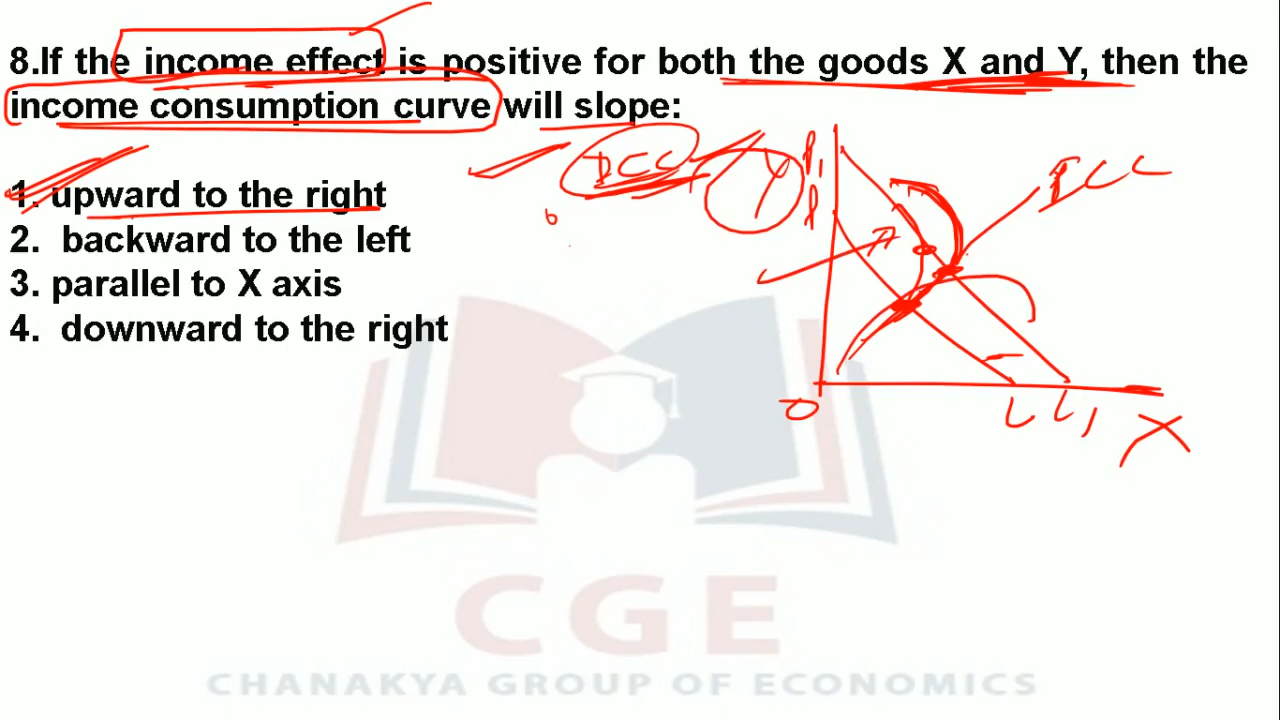 8.If the income effect is positive for both the goods X and Y, then the
income consumption curve will slope:
1. upward to the right
2. backward to the left
3. parallel to X axis
4. downward to the right
ICC
Y
P1
P
ICC
O
L
L1
X
CGE
CHANAKYA GROUP OF ECONOMICS